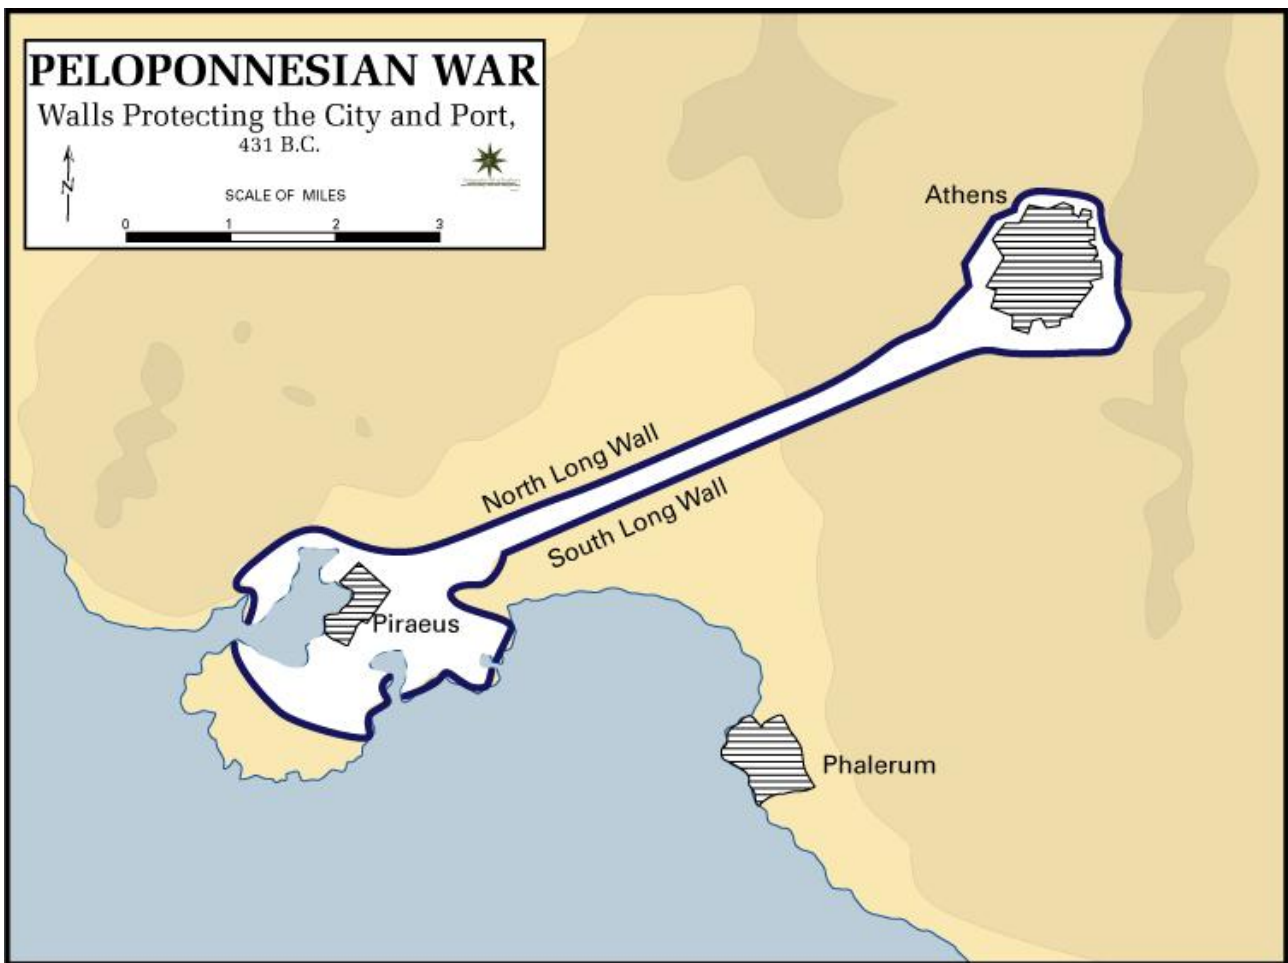 PELOPONNESIAN WAR
Walls Protecting the City and Port,
431 B.C.
N
SCALE OF MILES
0 1 2 3
Athens
North Long Wall
South Long Wall
Piraeus
Phalerum